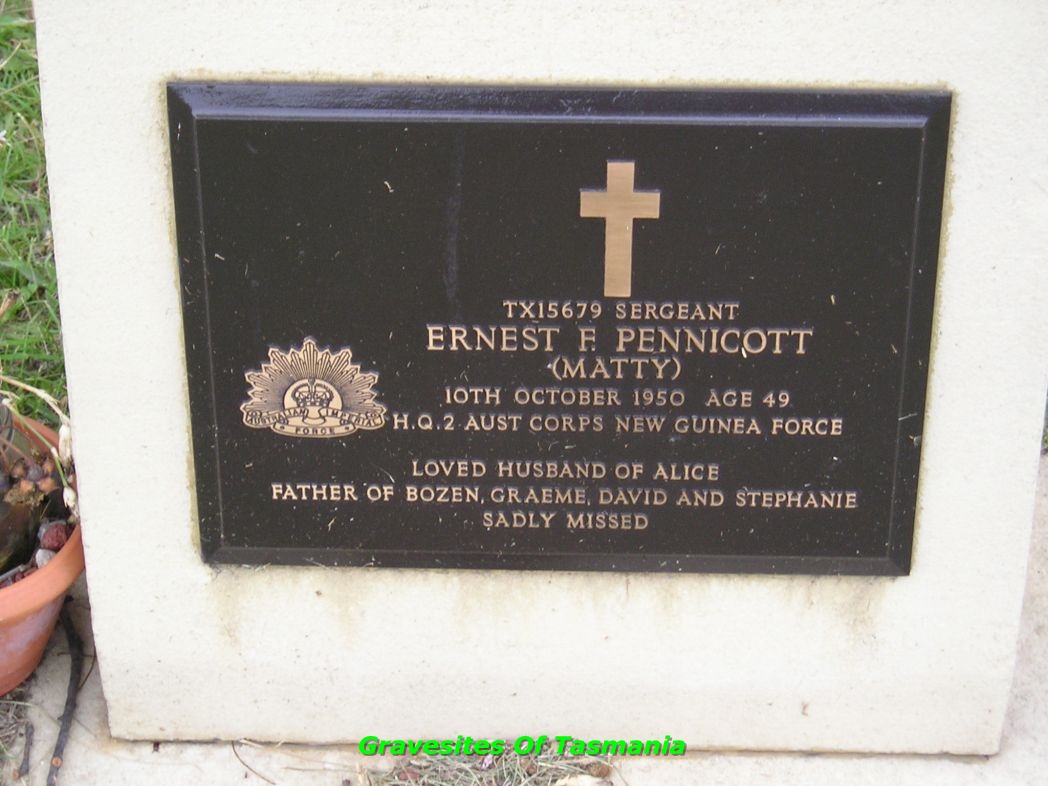 TX15679 SERGEANT
ERNEST F. PENNICOTT
(MATTY)
10TH OCTOBER 1950 AGE 49
H.Q.2 AUST CORPS NEW GUINEA FORCE
AUSTRALIAN IMPERIAL
FORCE
LOVED HUSBAND OF ALICE
FATHER OF BOZEN, GRAEME, DAVID AND STEPHANIE
SADLY MISSED
Gravesites Of Tasmania